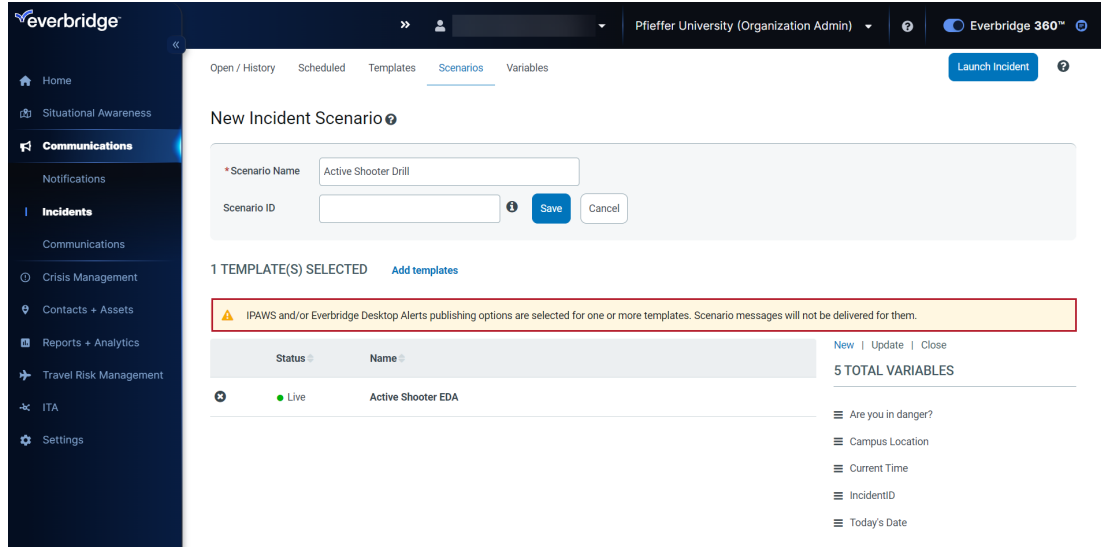 everbridge™
Pfieffer University (Organization Admin)
Everbridge 360™
Home
Situational Awareness
Communications
Notifications
Incidents
Communications
Crisis Management
Contacts + Assets
Reports + Analytics
Travel Risk Management
ITA
Settings
Open / History
Scheduled
Templates
Scenarios
Variables
Launch Incident
New Incident Scenario
*Scenario Name
Active Shooter Drill
Scenario ID
Save
Cancel
1 TEMPLATE(S) SELECTED
Add templates
IPAWS and/or Everbridge Desktop Alerts publishing options are selected for one or more templates. Scenario messages will not be delivered for them.
Status
Name
Live
Active Shooter EDA
New | Update | Close
5 TOTAL VARIABLES
Are you in danger?
Campus Location
Current Time
IncidentID
Today's Date